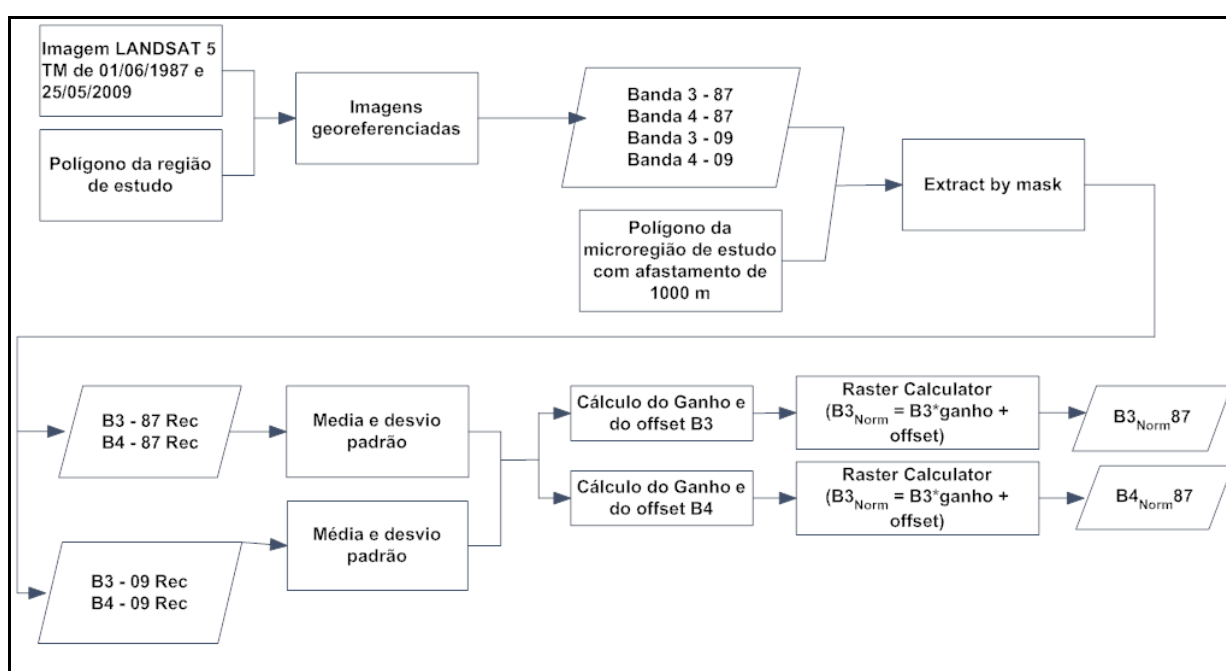 Imagem LANDSAT 5
TM de 01/06/1987 e
25/05/2009
Polígono da região
de estudo
Imagens
georeferenciadas
Banda 3 - 87
Banda 4 - 87
Banda 3 - 09
Banda 4 - 09
Polígono da
microregião de estudo
com afastamento de
1000 m
Extract by mask
B3 - 87 Rec
B4 - 87 Rec
Media e desvio
padrão
B3 - 09 Rec
B4 - 09 Rec
Média e desvio
padrão
Cálculo do Ganho e
do offset B3
Raster Calculator
(B3Norm = B3*ganho +
offset)
B3Norm87
Cálculo do Ganho e
do offset B4
Raster Calculator
(B3Norm = B3*ganho +
offset)
B4Norm87